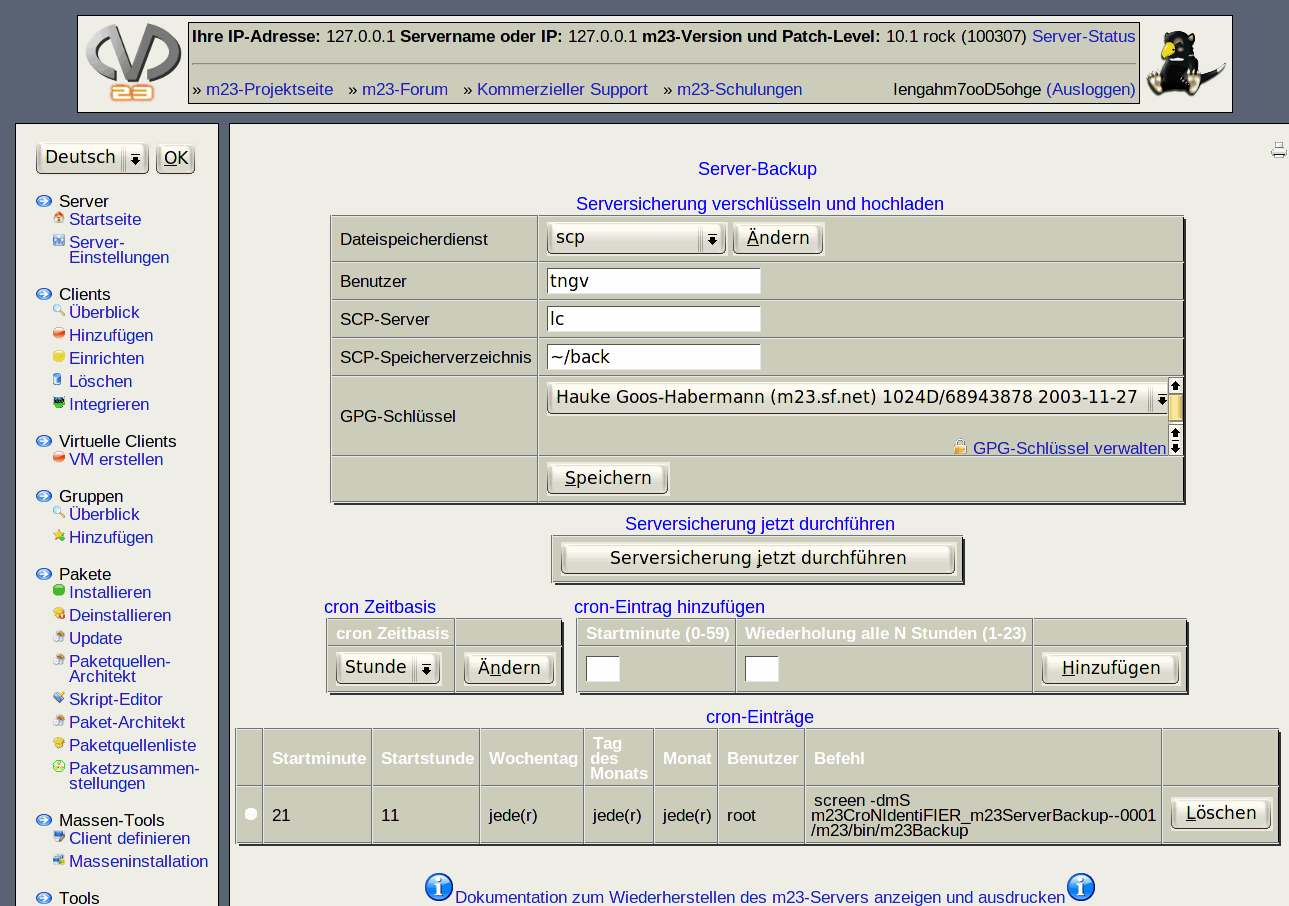 Ihre IP-Adresse: 127.0.0.1 Servername oder IP: 127.0.0.1 m23-Version und Patch-Level: 10.1 rock (100307) Server-Status
» m23-Projektseite » m23-Forum » Kommerzieller Support » m23-Schulungen Iengahm7ooD5ohge (Ausloggen)
23
Deutsch OK
Server
Startseite
Server-
Einstellungen
Clients
Überblick
Hinzufügen
Einrichten
Löschen
Integrieren
Virtuelle Clients
VM erstellen
Gruppen
Überblick
Hinzufügen
Pakete
Installieren
Deinstallieren
Update
Paketquellen-
Architekt
Skript-Editor
Paket-Architekt
Paketquellenliste
Paketzusammen-
stellungen
Massen-Tools
Client definieren
Masseninstallation
Tools
Server-Backup
Serversicherung verschlüsseln und hochladen
Dateispeicherdienst scp Ändern
Benutzer tngv
SCP-Server lc
SCP-Speicherverzeichnis ~/back
GPG-Schlüssel Hauke Goos-Habermann (m23.sf.net) 1024D/68943878 2003-11-27
GPG-Schlüssel verwalten
Speichern
Serversicherung jetzt durchführen
Serversicherung jetzt durchführen
cron Zeitbasis
cron Zeitbasis
Stunde Ändern
cron-Eintrag hinzufügen
Startminute (0-59) Wiederholung alle N Stunden (1-23)
Hinzufügen
cron-Einträge
Startminute Startstunde Wochentag Tag des Monats Monat Benutzer Befehl
21 11 jede(r) jede(r) jede(r) root screen -dmS
m23CroNIdentiFIER_m23ServerBackup--0001
/m23/bin/m23Backup
Löschen
Dokumentation zum Wiederherstellen des m23-Servers anzeigen und ausdrucken